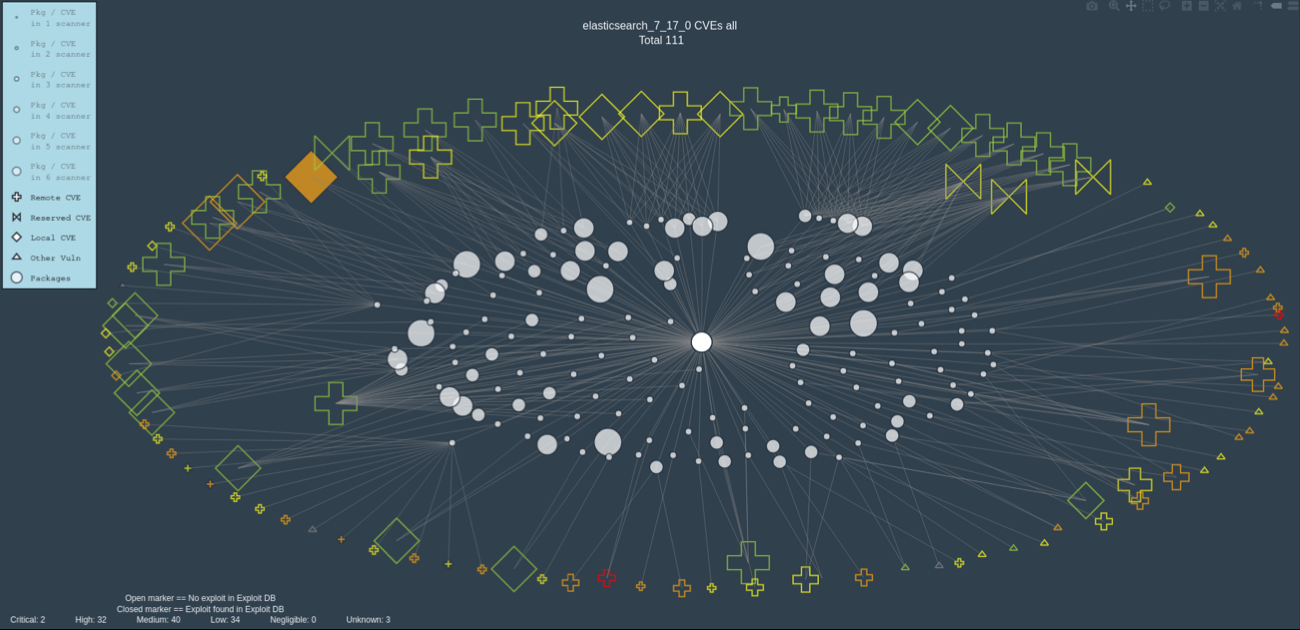 elasticsearch_7_17_0 CVEs all
Total 111
Pkg / CVE
in 1 scanner
Pkg / CVE
in 2 scanner
Pkg / CVE
in 3 scanner
Pkg / CVE
in 4 scanner
Pkg / CVE
in 5 scanner
Pkg / CVE
in 6 scanner
Remote CVE
Reserved CVE
Local CVE
Other Vuln
Packages
Open marker == No exploit in Exploit DB
Closed marker == Exploit found in Exploit DB
Critical: 2 High: 32 Medium: 40 Low: 34 Negligible: 0 Unknown: 3